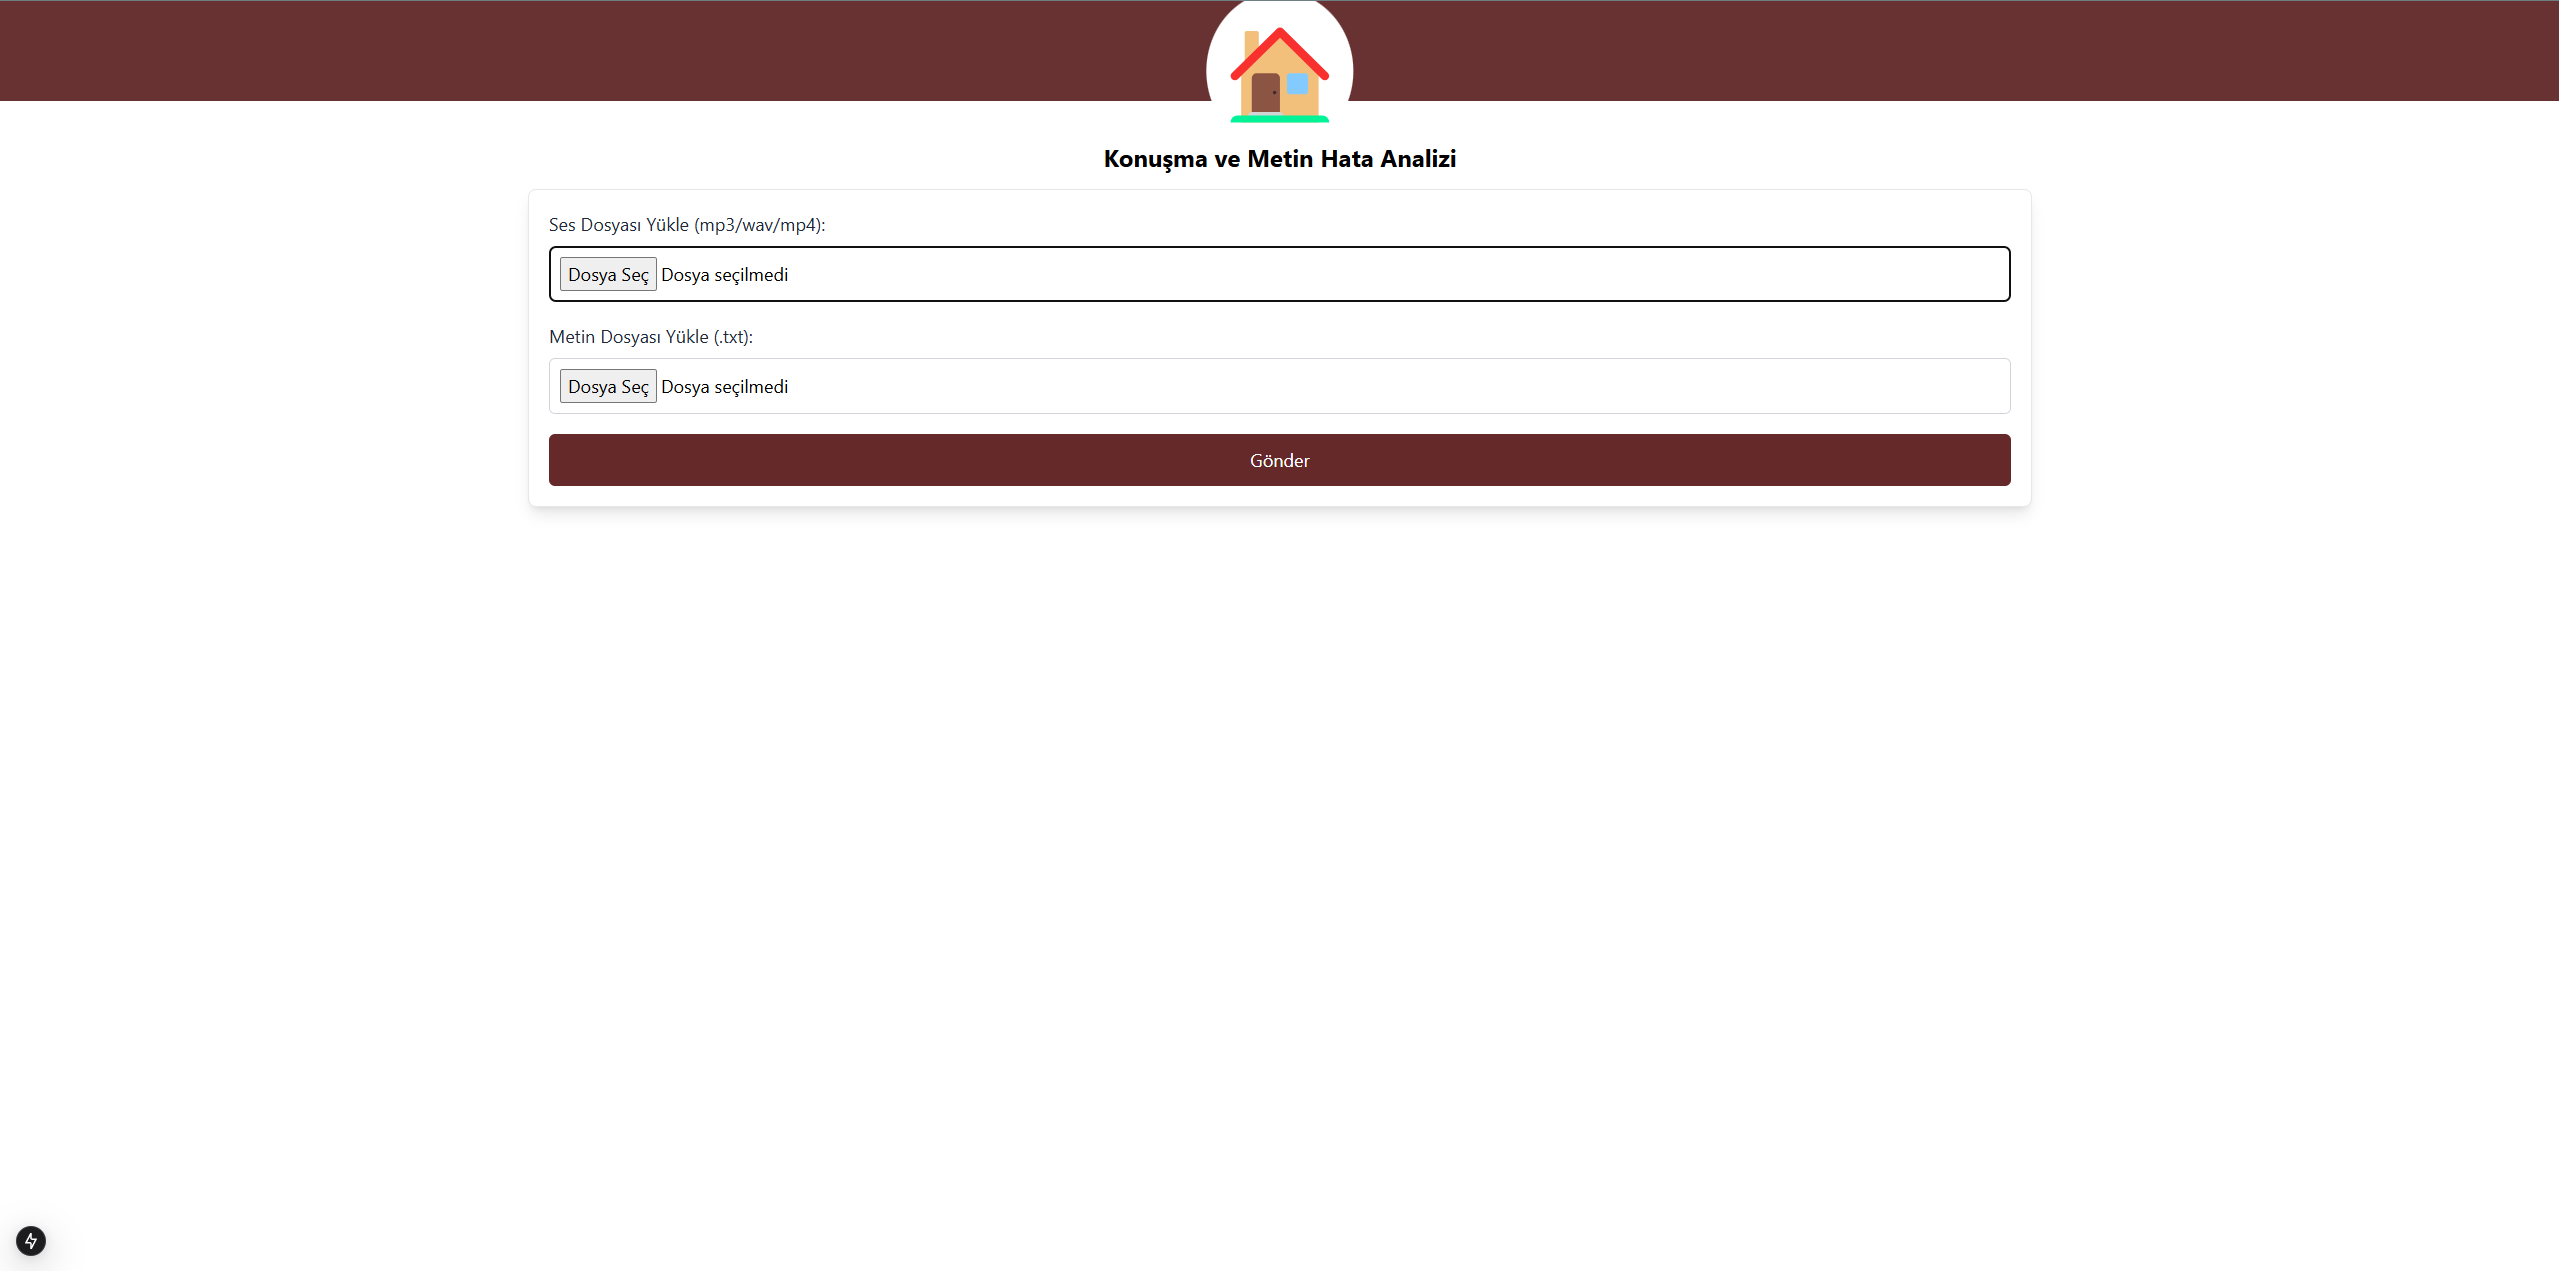 Konuşma ve Metin Hata Analizi
Ses Dosyası Yükle (mp3/wav/mp4):
Dosya Seç Dosya seçilmedi
Metin Dosyası Yükle (.txt):
Dosya Seç Dosya seçilmedi
Gönder